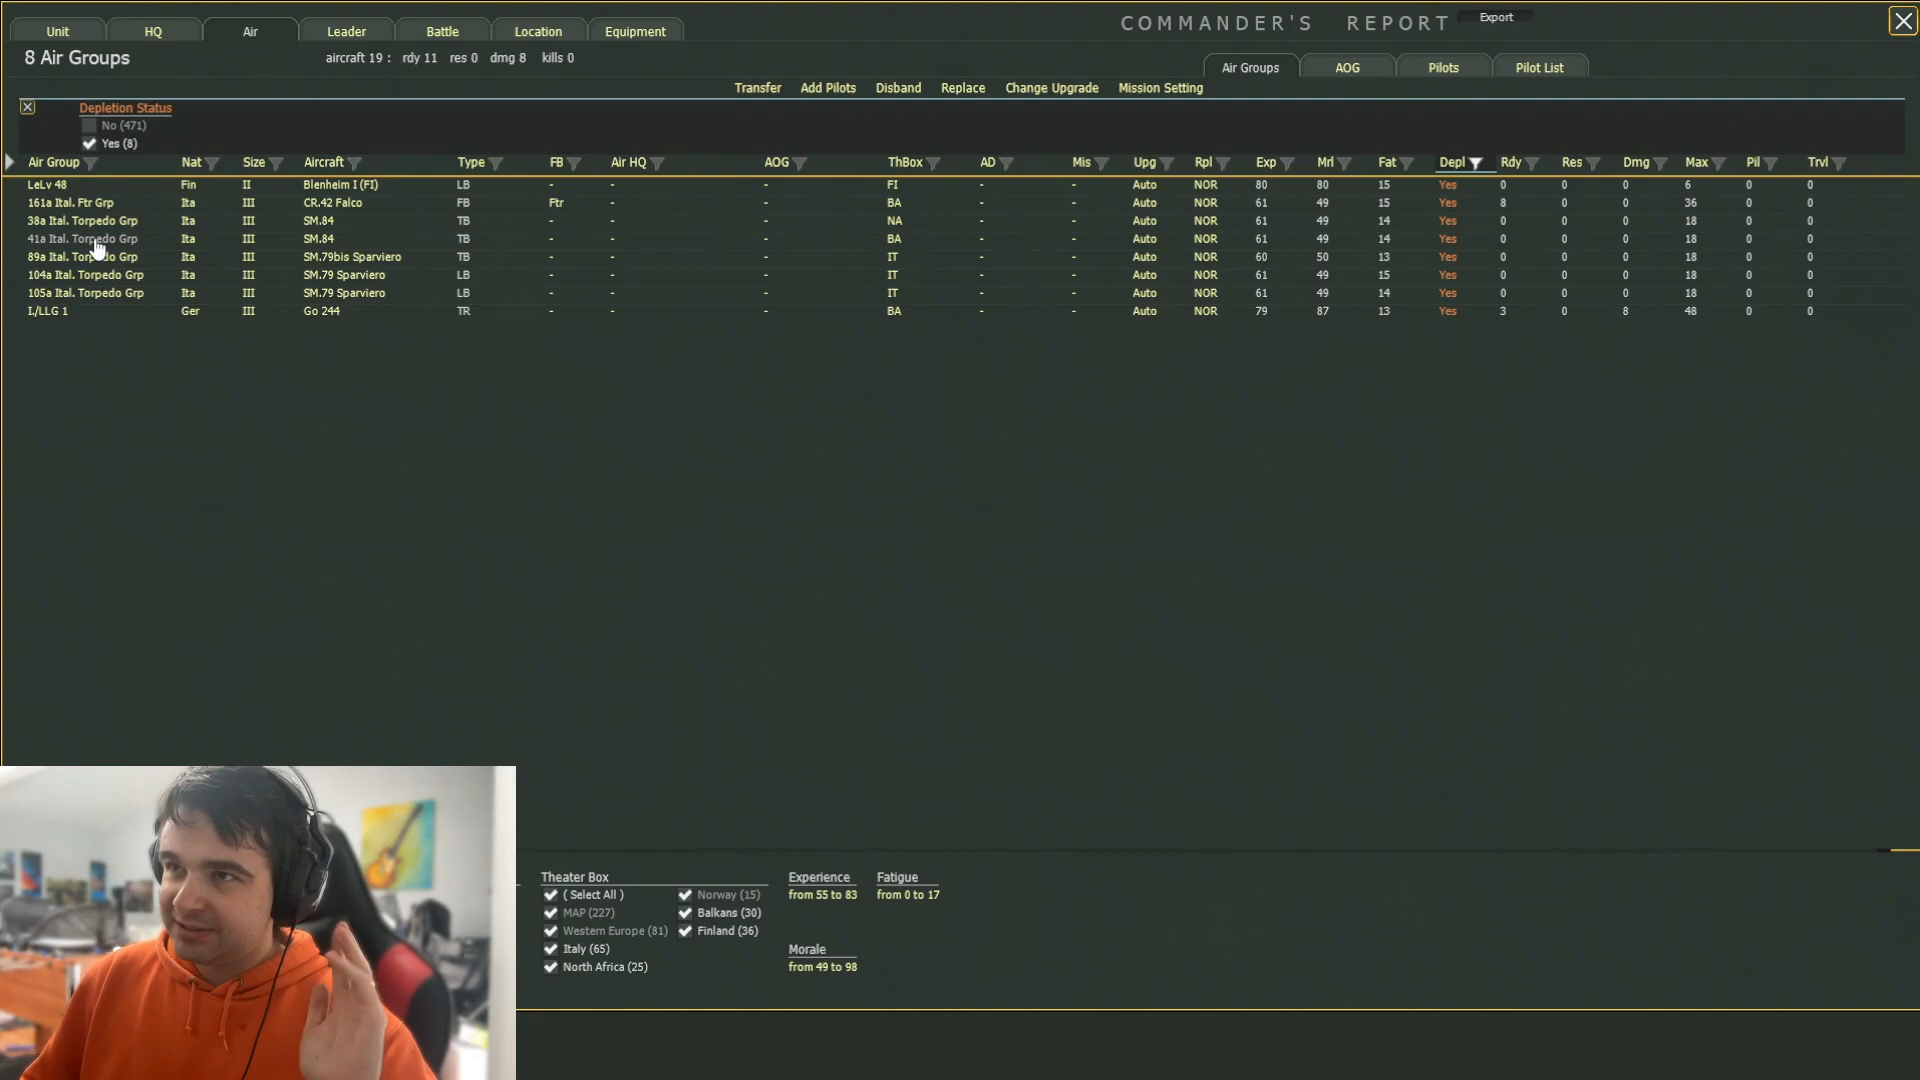 Unit HQ Air Leader Battle Location Equipment COMMANDER'S REPORT Export
8 Air Groups aircraft 19 : rdy 11 res 0 dmg 8 kills 0 Air Groups AOG Pilots Pilot List
Transfer Add Pilots Disband Replace Change Upgrade Mission Setting
Depletion Status
No (471)
Yes (8)
Air Group Nat Size Aircraft Type FB Air HQ AOG ThBox AD Mis Upg Rpl Exp Mrl Fat Depl Rdy Res Dmg Max Pil Trvl
LeLv 48 Fin II Blenheim I (FI) LB - - - FI - - Auto NOR 80 80 15 Yes 0 0 0 6 0 0
161a Ital. Ftr Grp Ita III CR.42 Falco FB Ftr - - BA - - Auto NOR 61 49 15 Yes 8 0 0 36 0 0
38a Ital. Torpedo Grp Ita III SM.84 TB - - - NA - - Auto NOR 61 49 14 Yes 0 0 0 18 0 0
41a Ital. Torpedo Grp Ita III SM.84 TB - - - BA - - Auto NOR 61 49 14 Yes 0 0 0 18 0 0
89a Ital. Torpedo Grp Ita III SM.79bis Sparviero TB - - - IT - - Auto NOR 60 50 13 Yes 0 0 0 18 0 0
104a Ital. Torpedo Grp Ita III SM.79 Sparviero LB - - - IT - - Auto NOR 61 49 15 Yes 0 0 0 18 0 0
105a Ital. Torpedo Grp Ita III SM.79 Sparviero LB - - - IT - - Auto NOR 61 49 14 Yes 0 0 0 18 0 0
I./LLG 1 Ger III Go 244 TR - - - BA - - Auto NOR 79 87 13 Yes 3 0 8 48 0 0
Theater Box Experience Fatigue
( Select All ) Norway (15) from 55 to 83 from 0 to 17
MAP (227) Balkans (30)
Western Europe (81) Finland (36)
Italy (65) Morale
North Africa (25) from 49 to 98